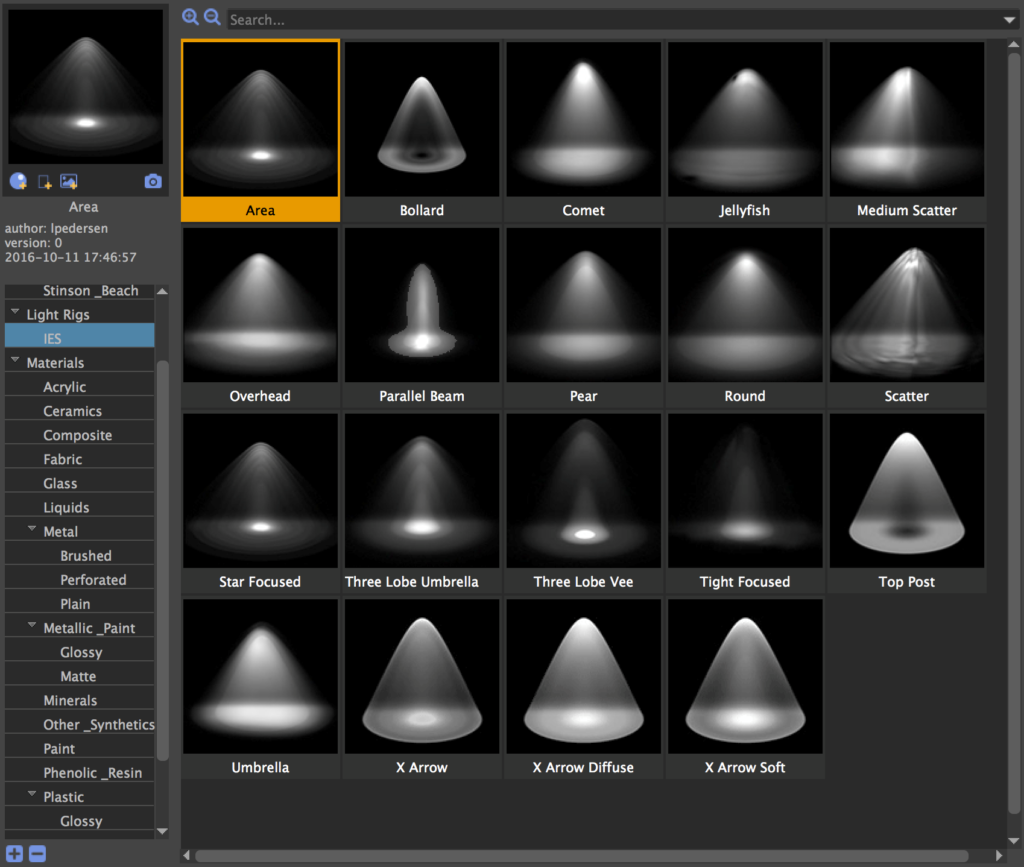 Search...
Area
author: lpedersen
version: 0
2016-10-11 17:46:57
Stinson _Beach
Light Rigs
IES
Materials
Acrylic
Ceramics
Composite
Fabric
Glass
Liquids
Metal
Brushed
Perforated
Plain
Metallic _Paint
Glossy
Matte
Minerals
Other _Synthetics
Paint
Phenolic _Resin
Plastic
Glossy
Area
Bollard
Comet
Jellyfish
Medium Scatter
Overhead
Parallel Beam
Pear
Round
Scatter
Star Focused
Three Lobe Umbrella
Three Lobe Vee
Tight Focused
Top Post
Umbrella
X Arrow
X Arrow Diffuse
X Arrow Soft